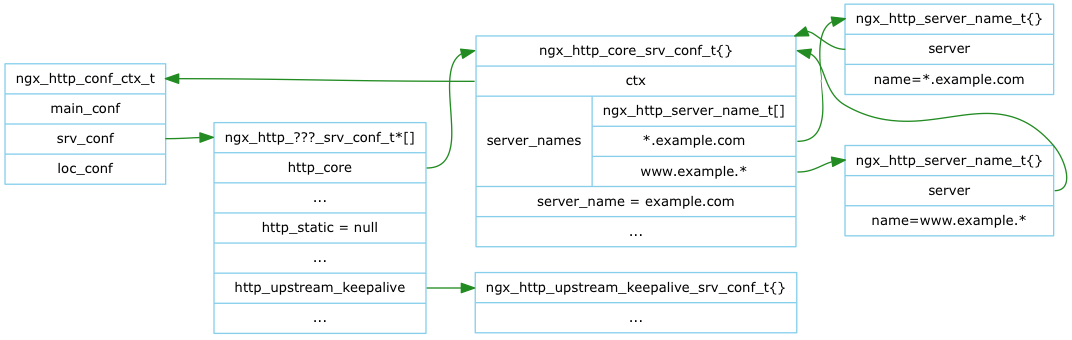 ngx_http_conf_ctx_t
main_conf
srv_conf
loc_conf
ngx_http_???_srv_conf_t*[]
http_core
...
http_static = null
...
http_upstream_keepalive
...
ngx_http_core_srv_conf_t{}
ctx
server_names
ngx_http_server_name_t[]
*.example.com
www.example.*
server_name = example.com
...
ngx_http_upstream_keepalive_srv_conf_t{}
...
ngx_http_server_name_t{}
server
name=*.example.com
ngx_http_server_name_t{}
server
name=www.example.*